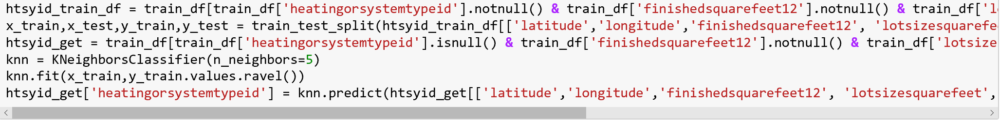 htsyid_train_df = train_df[train_df['heatingorsystemtypeid'].notnull() & train_df['finishedsquarefeet12'].notnull() & train_df['l
x_train,x_test,y_train,y_test = train_test_split(htsyid_train_df[['latitude','longitude','finishedsquarefeet12', 'lotsizesquarefe
htsyid_get = train_df[train_df['heatingorsystemtypeid'].isnull() & train_df['finishedsquarefeet12'].notnull() & train_df['lotsize
knn = KNeighborsClassifier(n_neighbors=5)
knn.fit(x_train,y_train.values.ravel())
htsyid_get['heatingorsystemtypeid'] = knn.predict(htsyid_get[['latitude','longitude','finishedsquarefeet12', 'lotsizesquarefeet',